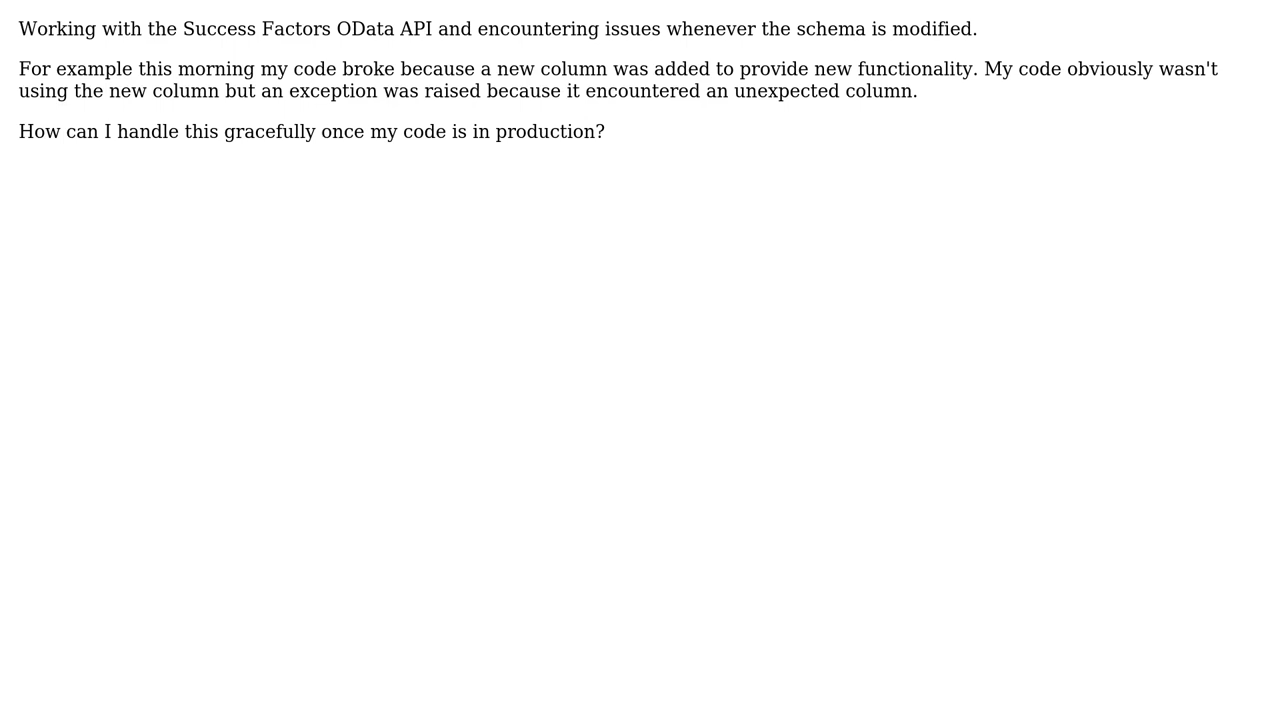 Working with the Success Factors OData API and encountering issues whenever the schema is modified.
For example this morning my code broke because a new column was added to provide new functionality. My code obviously wasn't
using the new column but an exception was raised because it encountered an unexpected column.
How can I handle this gracefully once my code is in production?